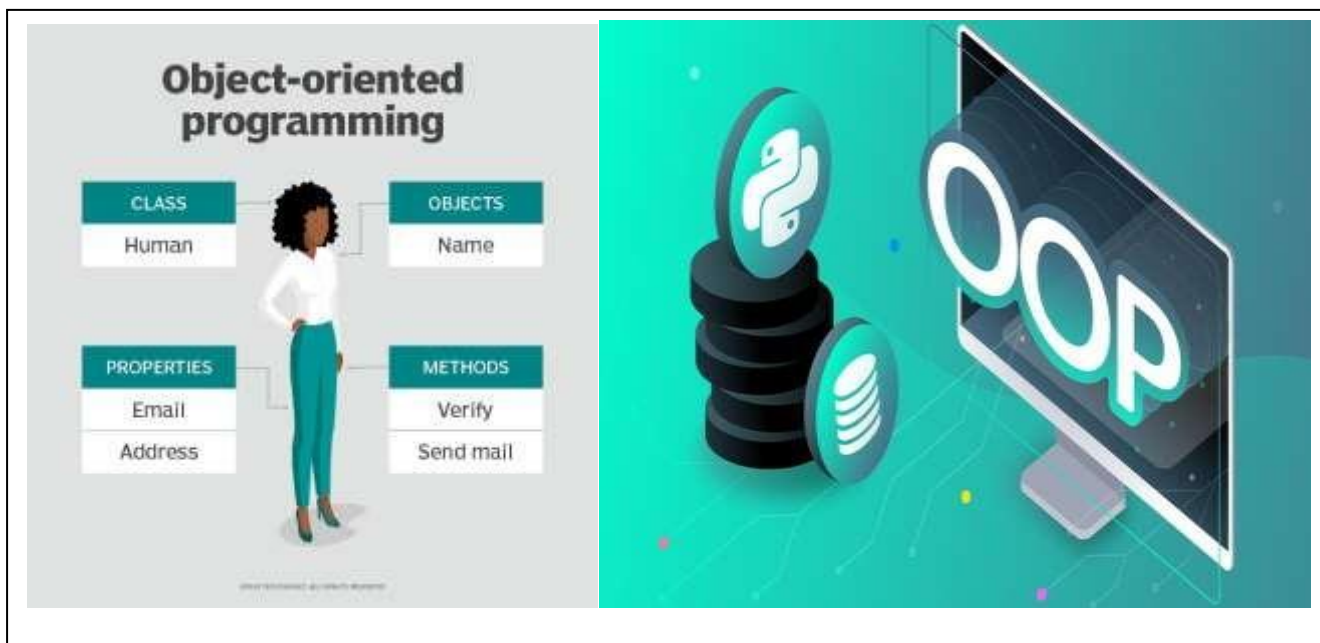 Object-oriented
programming
CLASS
Human
OBJECTS
Name
PROPERTIES
Email
Address
METHODS
Verify
Send mail
OOP